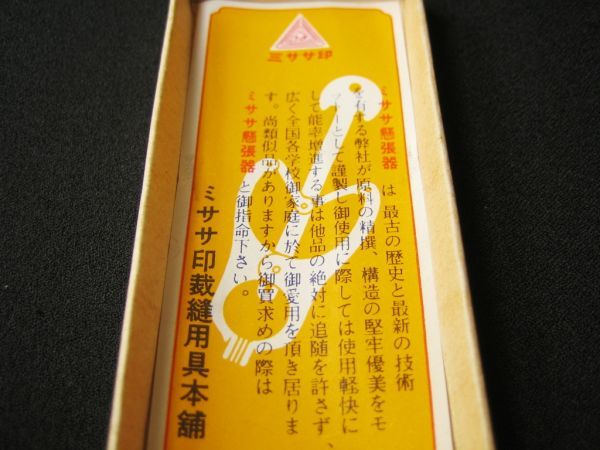 ミササ印
ミササ懸張器は最古の歴史と最新の技術
を有する弊社が原料の精撰、構造の堅牢優美をモ
ツトーとして謹製し御使用に際しては使用軽快に
して能率増進する事は他品の絶対に追随を許さず、
広く全国各学校御家庭に於て御愛用を頂き居りま
す。尚類似品がありますから御買求めの際は
ミササ懸張器と御指命下さい。
ミササ印裁縫用具本舗